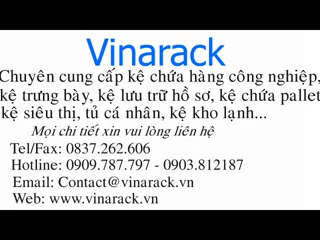 Vinarack
Chuyên cung cấp kệ chứa hàng công nghiệp,
kệ trưng bày, kệ lưu trữ hồ sơ, kệ chứa pallet
kệ siêu thị, tủ cá nhân, kệ kho lạnh...
Mọi chi tiết xin vui lòng liên hệ
Tel/Fax: 0837.262.606
Hotline: 0909.787.797 - 0903.812187
Email: Contact@vinarack.vn
Web: www.vinarack.vn